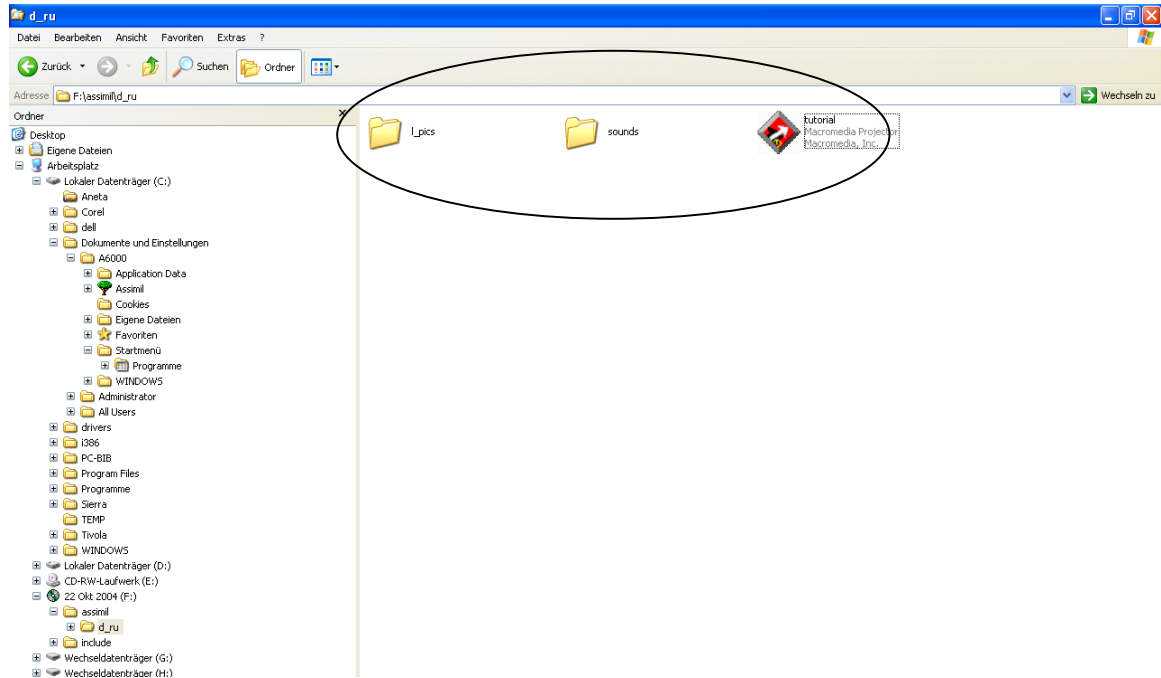 d_ru
Datei Bearbeiten Ansicht Favoriten Extras ?
Zurück Suchen Ordner
Adresse F:\assimil\d_ru Wechseln zu
Ordner x
Desktop
Eigene Dateien
Arbeitsplatz
Lokaler Datenträger (C:)
Aneta
Corel
dell
Dokumente und Einstellungen
A6000
Application Data
Assimil
Cookies
Eigene Dateien
Favoriten
Startmenü
Programme
WINDOWS
Administrator
All Users
drivers
i386
PC-BIB
Program Files
Programme
Sierra
TEMP
Tivola
WINDOWS
Lokaler Datenträger (D:)
CD-RW-Laufwerk (E:)
22 Okt 2004 (F:)
assimil
d_ru
include
Wechseldatenträger (G:)
Wechseldatenträger (H:)
l_pics
sounds
tutorial
Macromedia Projector
Macromedia, Inc.